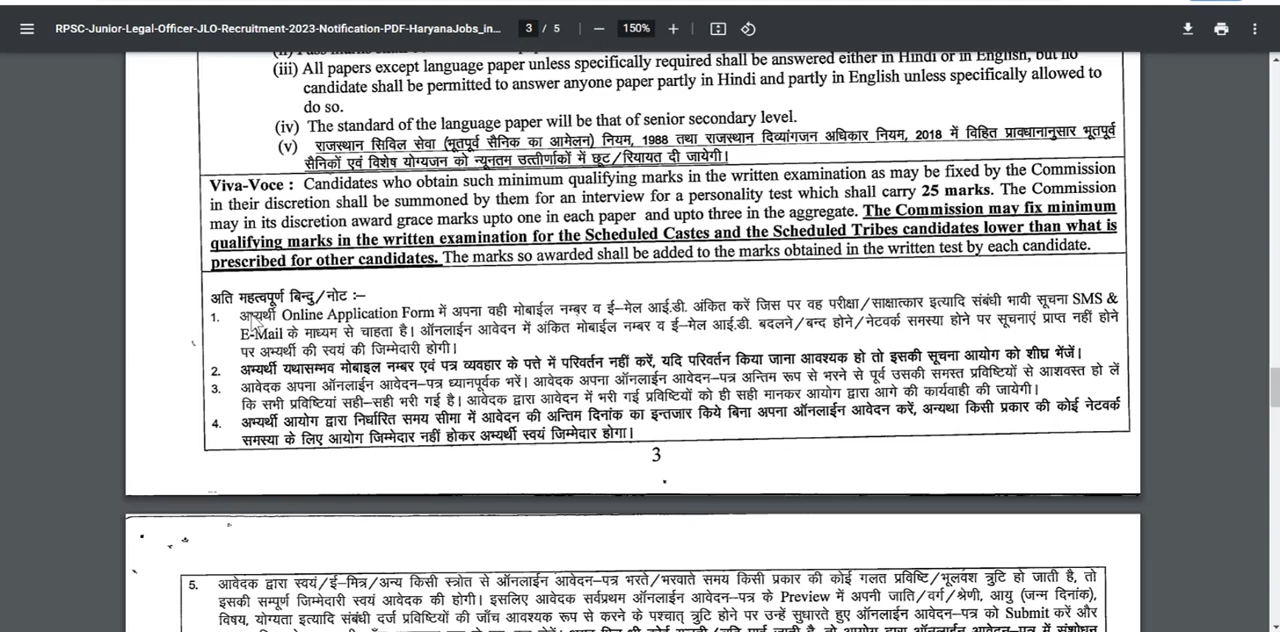 RPSC-Junior-Legal-Officer-JLO-Recruitment-2023-Notification-PDF-HaryanaJobs_in...
3 / 5
150%
(iii) All papers except language paper unless specifically required shall be answered either in Hindi or in English, but no
candidate shall be permitted to answer anyone paper partly in Hindi and partly in English unless specifically allowed to
do so.
(iv) The standard of the language paper will be that of senior secondary level.
(v) राजस्थान सिविल सेवा (भूतपूर्व सैनिक का आमेलन) नियम, 1988 तथा राजस्थान दिव्यांगजन अधिकार नियम, 2018 में विहित प्रावधानानुसार भूतपूर्व
सैनिकों एवं विशेष योग्यजन को न्यूनतम उत्तीर्णाकों में छूट/रियायत दी जायेगी।
Viva-Voce : Candidates who obtain such minimum qualifying marks in the written examination as may be fixed by the Commission
in their discretion shall be summoned by them for an interview for a personality test which shall carry 25 marks. The Commission
may in its discretion award grace marks upto one in each paper and upto three in the aggregate. The Commission may fix minimum
qualifying marks in the written examination for the Scheduled Castes and the Scheduled Tribes candidates lower than what is
prescribed for other candidates. The marks so awarded shall be added to the marks obtained in the written test by each candidate.
अति महत्वपूर्ण बिन्दु/नोट :–
1. अभ्यर्थी Online Application Form में अपना वही मोबाईल नम्बर व ई–मेल आई.डी. अंकित करें जिस पर वह परीक्षा/साक्षात्कार इत्यादि संबंधी भावी सूचना SMS &
E-Mail के माध्यम से चाहता है। ऑनलाईन आवेदन में अंकित मोबाईल नम्बर व ई–मेल आई.डी. बदलने/बन्द होने/नेटवर्क समस्या होने पर सूचनाएं प्राप्त नहीं होने
पर अभ्यर्थी की स्वयं की जिम्मेदारी होगी।
2. अभ्यर्थी यथासम्भव मोबाइल नम्बर एवं पत्र व्यवहार के पत्ते में परिवर्तन नहीं करें, यदि परिवर्तन किया जाना आवश्यक हो तो इसकी सूचना आयोग को शीघ्र भेंजें।
3. आवेदक अपना ऑनलाईन आवेदन–पत्र ध्यानपूर्वक भरें। आवेदक अपना ऑनलाईन आवेदन–पत्र अन्तिम रूप से भरने से पूर्व उसकी समस्त प्रविष्टियों से आशवस्त हो लें
कि सभी प्रविष्टियां सही–सही भरी गई है। आवेदक द्वारा आवेदन में भरी गई प्रविष्टियों को ही सही मानकर आयोग द्वारा आगे की कार्यवाही की जायेगी।
4. अभ्यर्थी आयोग द्वारा निर्धारित समय सीमा में आवेदन की अन्तिम दिनांक का इन्तजार किये बिना अपना ऑनलाईन आवेदन करें, अन्यथा किसी प्रकार की कोई नेटवर्क
समस्या के लिए आयोग जिम्मेदार नहीं होकर अभ्यर्थी स्वयं जिम्मेदार होगा।
3
5. आवेदक द्वारा स्वयं/ई–मित्र/अन्य किसी स्त्रोत से ऑनलाईन आवेदन–पत्र भरते/भरवाते समय किसी प्रकार की कोई गलत प्रविष्टि/भूलवंश त्रुटि हो जाती है, तो
इसकी सम्पूर्ण जिम्मेदारी स्वयं आवेदक की होगी। इसलिए आवेदक सर्वप्रथम ऑनलाईन आवेदन–पत्र के Preview में अपनी जाति/वर्ग/श्रेणी, आयु (जन्म दिनांक),
विषय, योग्यता इत्यादि संबंधी दर्ज प्रविष्टियों की जाँच आवश्यक रूप से करने के पश्चात् त्रुटि होने पर उन्हें सुधारते हुए ऑनलाईन आवेदन–पत्र को Submit करें और